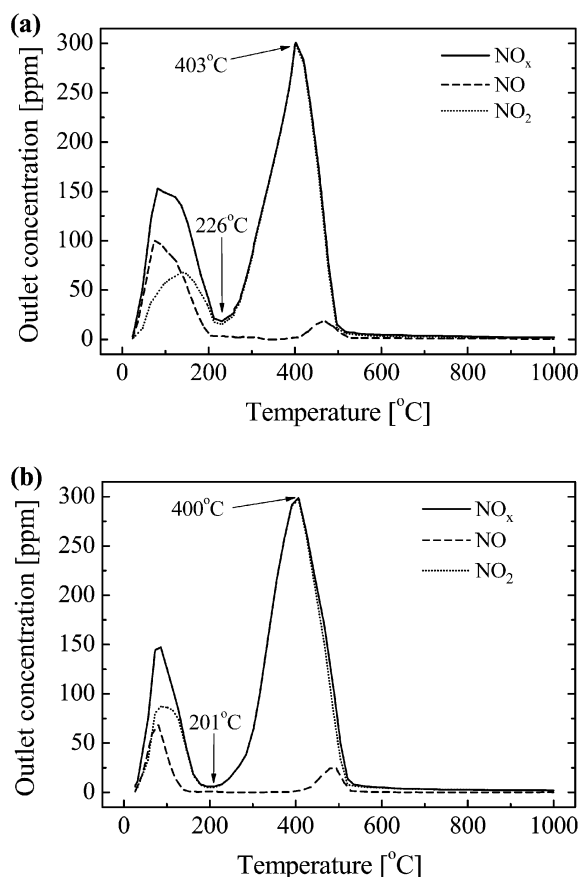 (a)
Outlet concentration [ppm]
300
250
200
150
100
50
0
403°C
226°C
NOₓ
NO
NO₂
0 200 400 600 800 1000
Temperature [°C]
(b)
Outlet concentration [ppm]
300
250
200
150
100
50
0
400°C
201°C
NOₓ
NO
NO₂
0 200 400 600 800 1000
Temperature [°C]